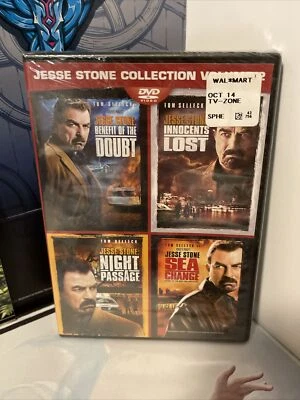 JESSE STONE COLLECTION
WAL*MART
OCT 14
TV-ZONE
SPHE
DVD
VIDEO
TOM SELLECK
JESSE STONE
BENEFIT OF THE
DOUBT
TOM SELLECK
JESSE STONE
INNOCENTS
LOST
TOM SELLECK
JESSE STONE
NIGHT
PASSAGE
TOM SELLECK
JESSE STONE
SEA
CHANGE